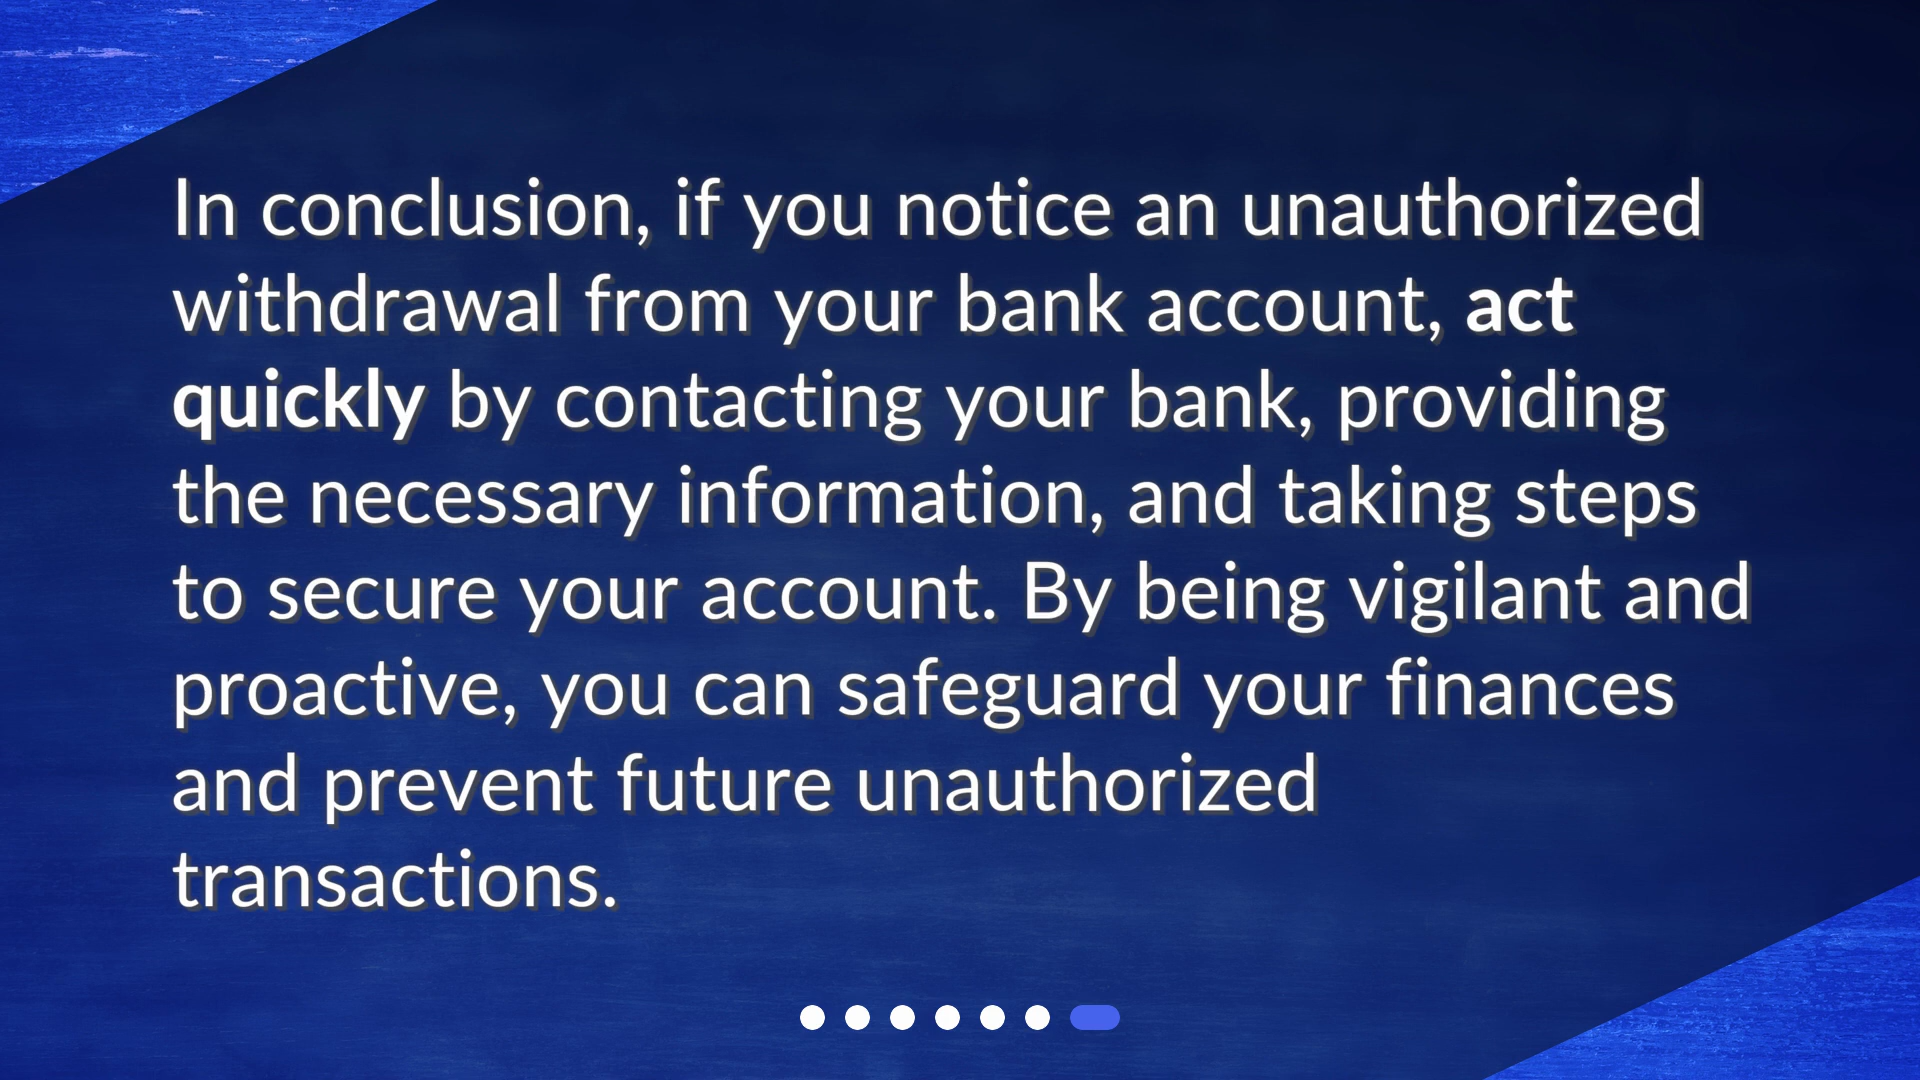 In conclusion, if you notice an unauthorized
withdrawal from your bank account, act
quickly by contacting your bank, providing
the necessary information, and taking steps
to secure your account. By being vigilant and
proactive, you can safeguard your finances
and prevent future unauthorized
transactions.